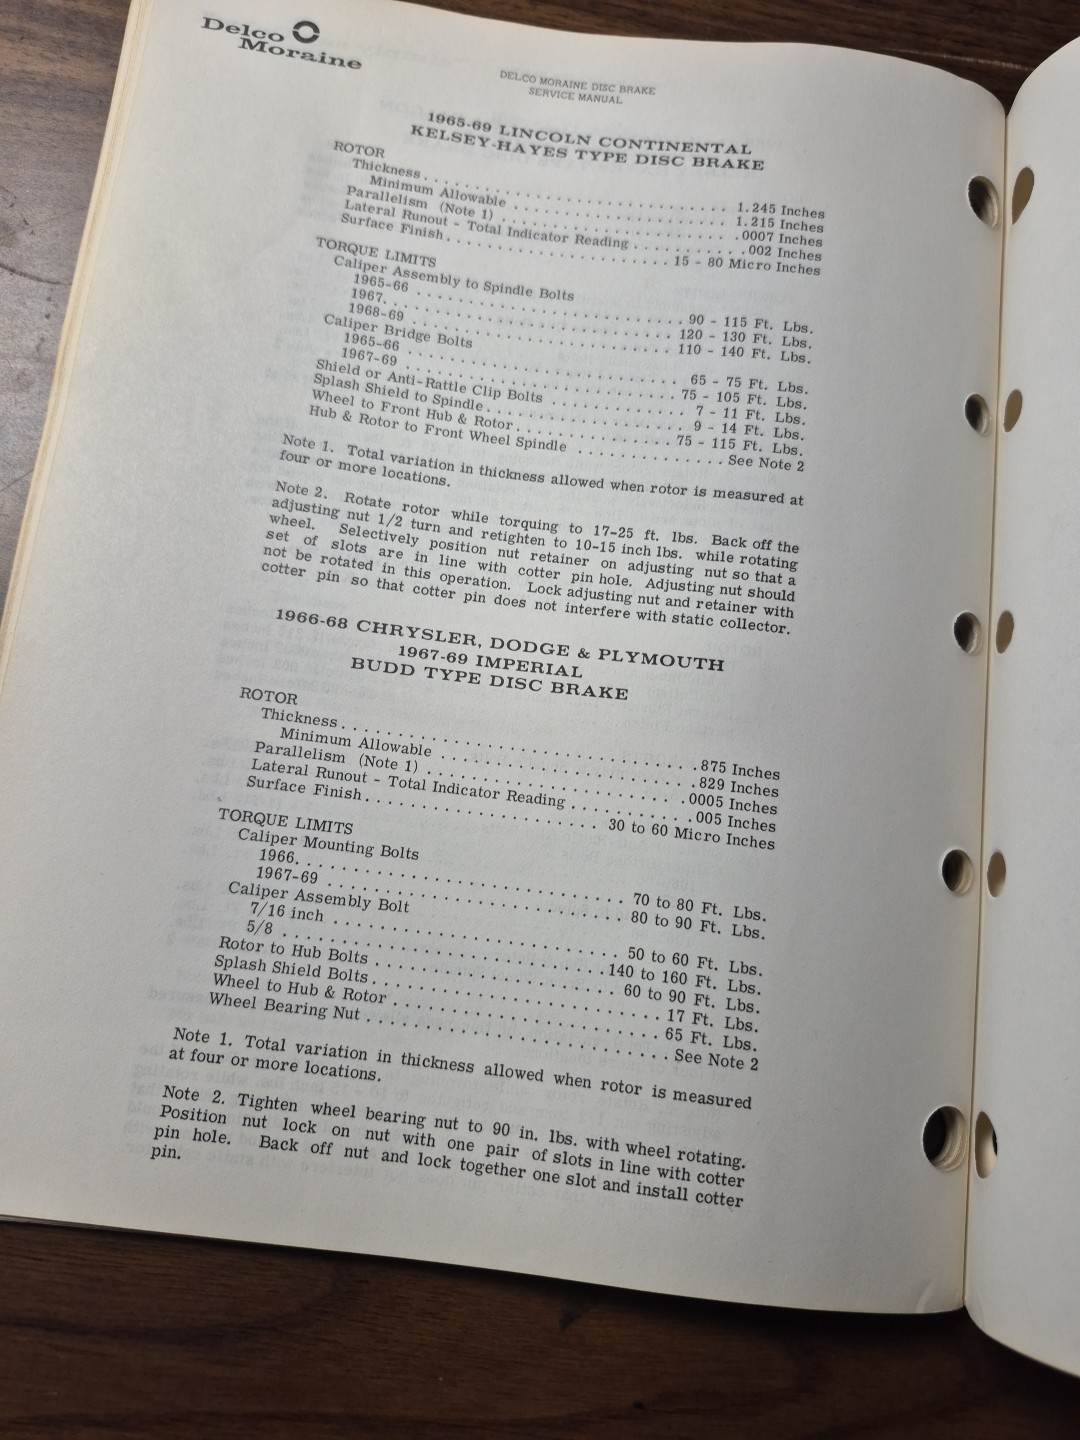 Delco
Moraine
DELCO MORAINE DISC BRAKE
SERVICE MANUAL
1965-69 LINCOLN CONTINENTAL
KELSEY-HAYES TYPE DISC BRAKE
ROTOR
Thickness. . . . . . . . . . . . . . . . . . . . . . . . 1.245 Inches
Minimum Allowable . . . . . . . . . . . . . . . . . 1.215 Inches
Parallelism (Note 1) . . . . . . . . . . . . . . . . . . .0007 Inches
Lateral Runout - Total Indicator Reading . . . . . . . . . .002 Inches
Surface Finish. . . . . . . . . . . . . . . . . . 15 - 80 Micro Inches
TORQUE LIMITS
Caliper Assembly to Spindle Bolts
1965-66 . . . . . . . . . . . . . . . . . . . . . 90 - 115 Ft. Lbs.
1967. . . . . . . . . . . . . . . . . . . . . . . 120 - 130 Ft. Lbs.
1968-69 . . . . . . . . . . . . . . . . . . . . . 110 - 140 Ft. Lbs.
Caliper Bridge Bolts
1965-66 . . . . . . . . . . . . . . . . . . . . . 65 - 75 Ft. Lbs.
1967-69 . . . . . . . . . . . . . . . . . . . . . 75 - 105 Ft. Lbs.
Shield or Anti-Rattle Clip Bolts . . . . . . . . . . . 7 - 11 Ft. Lbs.
Splash Shield to Spindle. . . . . . . . . . . . . . . . 9 - 14 Ft. Lbs.
Wheel to Front Hub & Rotor. . . . . . . . . . . . . 75 - 115 Ft. Lbs.
Hub & Rotor to Front Wheel Spindle . . . . . . . . . . . . See Note 2
Note 1. Total variation in thickness allowed when rotor is measured at
four or more locations.
Note 2. Rotate rotor while torquing to 17-25 ft. lbs. Back off the
adjusting nut 1/2 turn and retighten to 10-15 inch lbs. while rotating
wheel. Selectively position nut retainer on adjusting nut so that a
set of slots are in line with cotter pin hole. Adjusting nut should
not be rotated in this operation. Lock adjusting nut and retainer with
cotter pin so that cotter pin does not interfere with static collector.
1966-68 CHRYSLER, DODGE & PLYMOUTH
1967-69 IMPERIAL
BUDD TYPE DISC BRAKE
ROTOR
Thickness. . . . . . . . . . . . . . . . . . . . . . . . .875 Inches
Minimum Allowable . . . . . . . . . . . . . . . . . . .829 Inches
Parallelism (Note 1) . . . . . . . . . . . . . . . . . . .0005 Inches
Lateral Runout - Total Indicator Reading . . . . . . . . . .005 Inches
Surface Finish. . . . . . . . . . . . . . . . . . 30 to 60 Micro Inches
TORQUE LIMITS
Caliper Mounting Bolts
1966. . . . . . . . . . . . . . . . . . . . . . . 70 to 80 Ft. Lbs.
1967-69 . . . . . . . . . . . . . . . . . . . . . 80 to 90 Ft. Lbs.
Caliper Assembly Bolt
7/16 inch . . . . . . . . . . . . . . . . . . . . 50 to 60 Ft. Lbs.
5/8 . . . . . . . . . . . . . . . . . . . . . . . 140 to 160 Ft. Lbs.
Rotor to Hub Bolts . . . . . . . . . . . . . . . . . 60 to 90 Ft. Lbs.
Splash Shield Bolts. . . . . . . . . . . . . . . . . . . . 17 Ft. Lbs.
Wheel to Hub & Rotor . . . . . . . . . . . . . . . . . . 65 Ft. Lbs.
Wheel Bearing Nut . . . . . . . . . . . . . . . . . . . . See Note 2
Note 1. Total variation in thickness allowed when rotor is measured
at four or more locations.
Note 2. Tighten wheel bearing nut to 90 in. lbs. with wheel rotating.
Position nut lock on nut with one pair of slots in line with cotter
pin hole. Back off nut and lock together one slot and install cotter
pin.